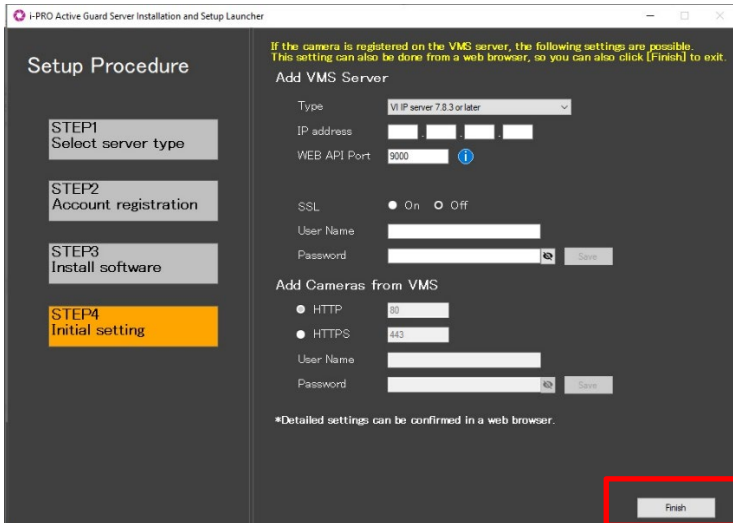 i-PRO Active Guard Server Installation and Setup Launcher
Setup Procedure
STEP1
Select server type
STEP2
Account registration
STEP3
Install software
STEP4
Initial setting
If the camera is registered on the VMS server, the following settings are possible.
This setting can also be done from a web browser, so you can also click [Finish] to exit.
Add VMS Server
Type VI IP server 7.8.3 or later
IP address . . .
WEB API Port 9000
SSL On Off
User Name
Password Save
Add Cameras from VMS
HTTP 80
HTTPS 443
User Name
Password Save
*Detailed settings can be confirmed in a web browser.
Finish